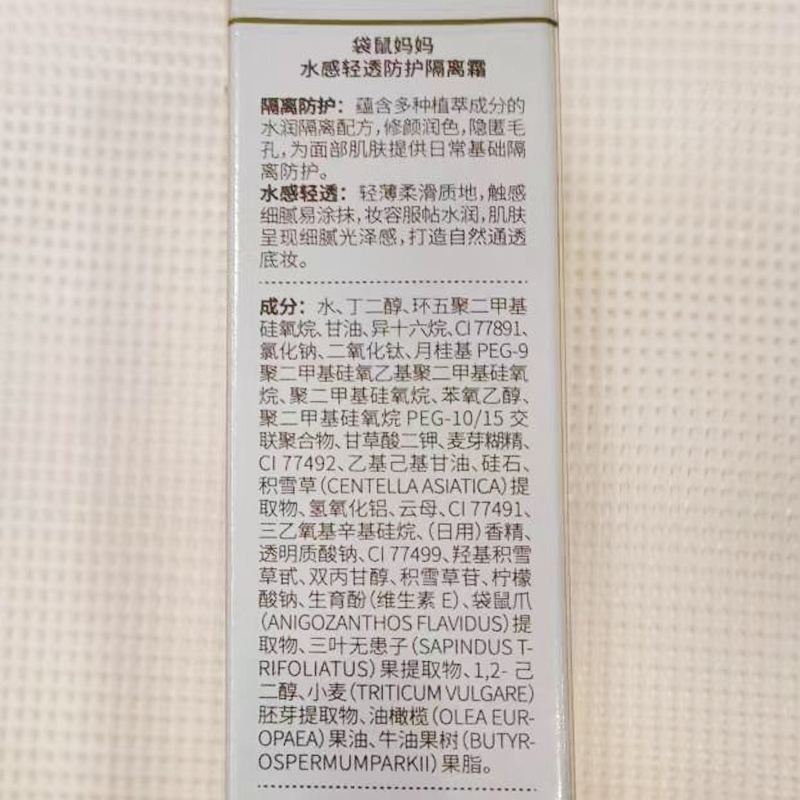 袋鼠妈妈
水感轻透防护隔离霜
隔离防护：蕴含多种植萃成分的
水润隔离配方,修颜润色,隐匿毛
孔,为面部肌肤提供日常基础隔
离防护。
水感轻透：轻薄柔滑质地,触感
细腻易涂抹,妆容服帖水润,肌肤
呈现细腻光泽感,打造自然通透
底妆。
成分：水、丁二醇、环五聚二甲基
硅氧烷、甘油、异十六烷、CI 77891、
氯化钠、二氧化钛、月桂基 PEG-9
聚二甲基硅氧乙基聚二甲基硅氧
烷、聚二甲基硅氧烷、苯氧乙醇、
聚二甲基硅氧烷 PEG-10/15 交
联聚合物、甘草酸二钾、麦芽糊精、
CI 77492、乙基己基甘油、硅石、
积雪草(CENTELLA ASIATICA)提
取物、氢氧化铝、云母、CI 77491、
三乙氧基辛基硅烷、(日用)香精、
透明质酸钠、CI 77499、羟基积雪
草甙、双丙甘醇、积雪草苷、柠檬
酸钠、生育酚(维生素 E)、袋鼠爪
(ANIGOZANTHOS FLAVIDUS)提
取物、三叶无患子(SAPINDUS T-
RIFOLIATUS)果提取物、1,2- 己
二醇、小麦(TRITICUM VULGARE)
胚芽提取物、油橄榄(OLEA EUR-
OPAEA)果油、牛油果树(BUTYR-
OSPERMUMPARKII)果脂。